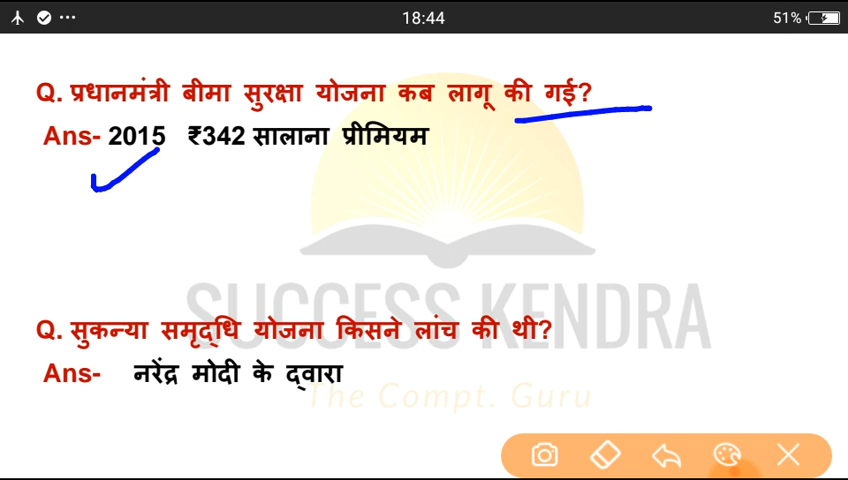 18:44
51%
Q. प्रधानमंत्री बीमा सुरक्षा योजना कब लागू की गई?
Ans- 2015 ₹342 सालाना प्रीमियम
SUCCESS KENDRA
Q. सुकन्या समृद्धि योजना किसने लांच की थी?
Ans- नरेंद्र मोदी के द्वारा
The Compt. Guru